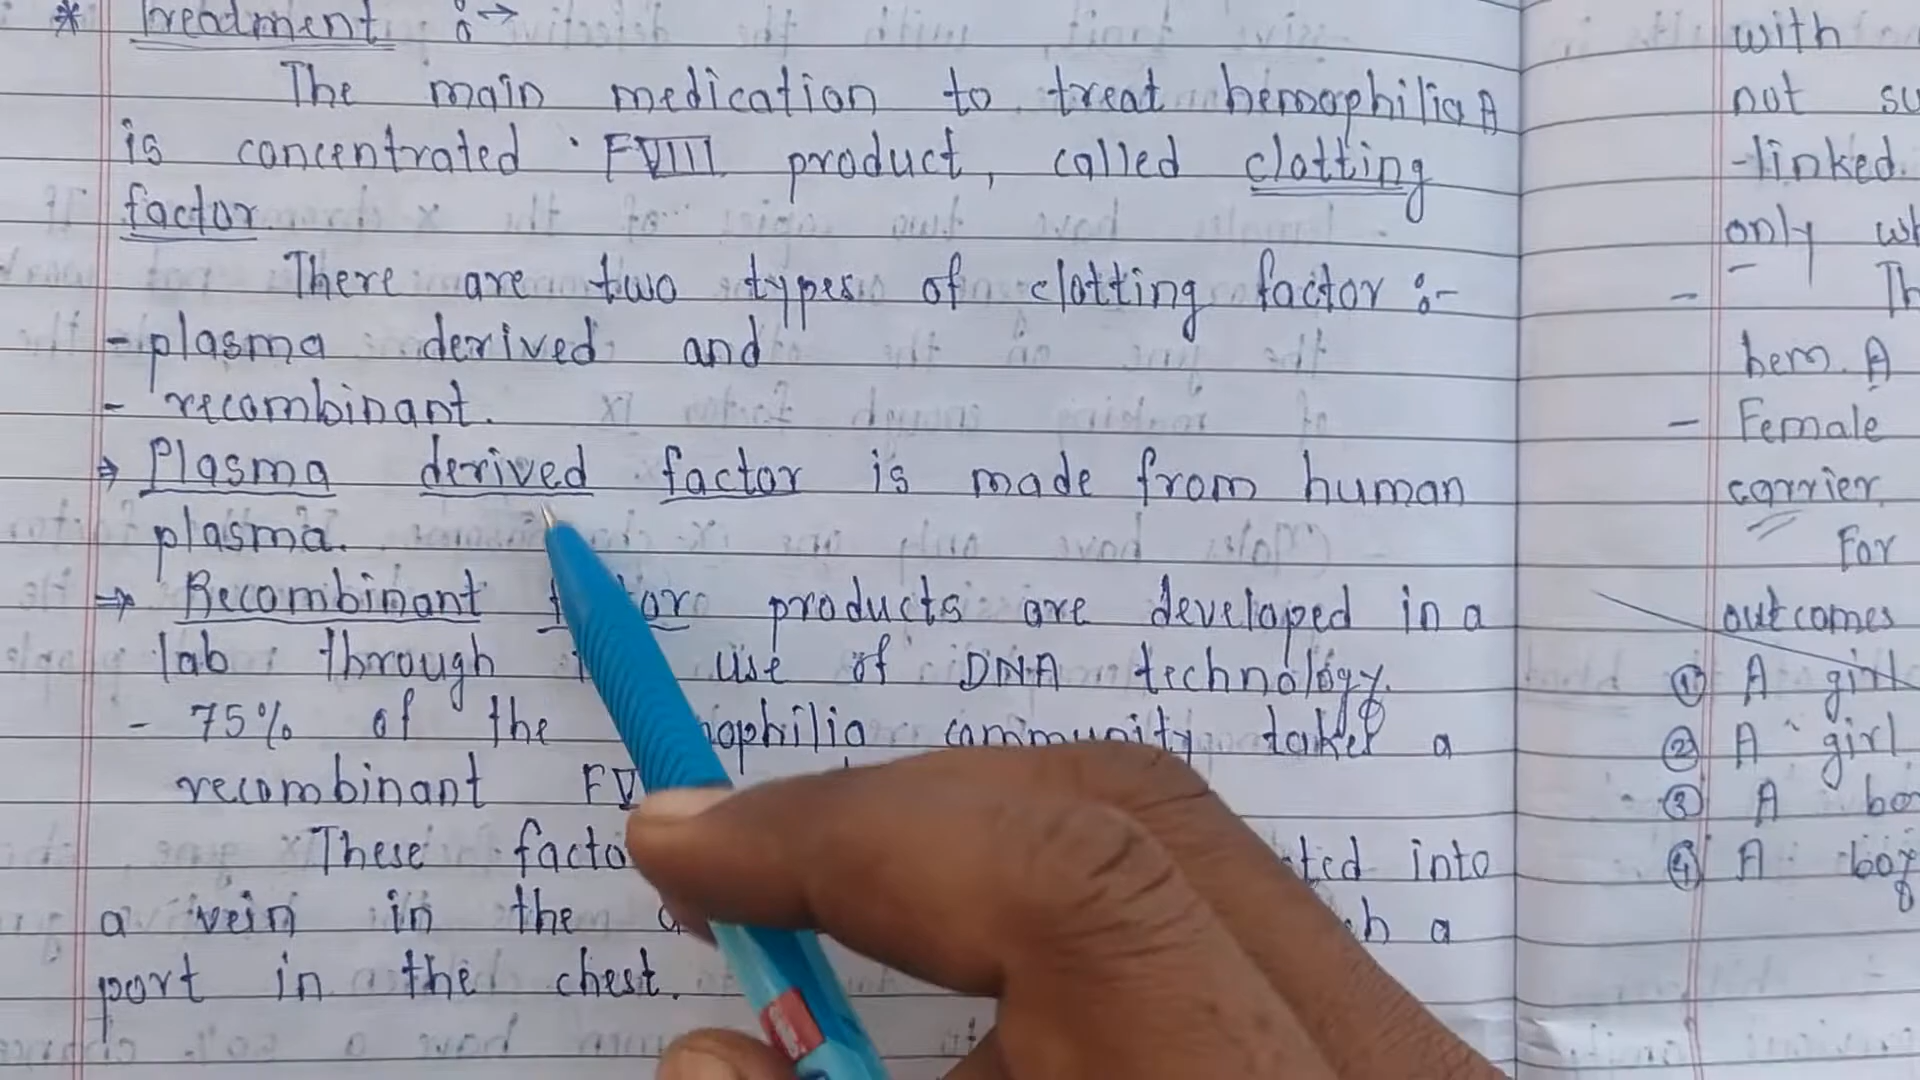 * Treadment :→
The main medication to treat hemophilia A
is concentrated FVIII product, called clotting
factor.
There are two types of clotting factor :-
- plasma derived and
- recombinant.
⇒ Plasma derived factor is made from human
plasma.
⇒ Recombinant products are developed in a
lab through use of DNA technology.
- 75% of the community takes a
recombinant
These into
a vein in the a
port in the chest.
with
not
-linked.
only
-
hem. A
- Female
carrier
For
outcomes
① A girl
② A girl
③ A
④ A boy